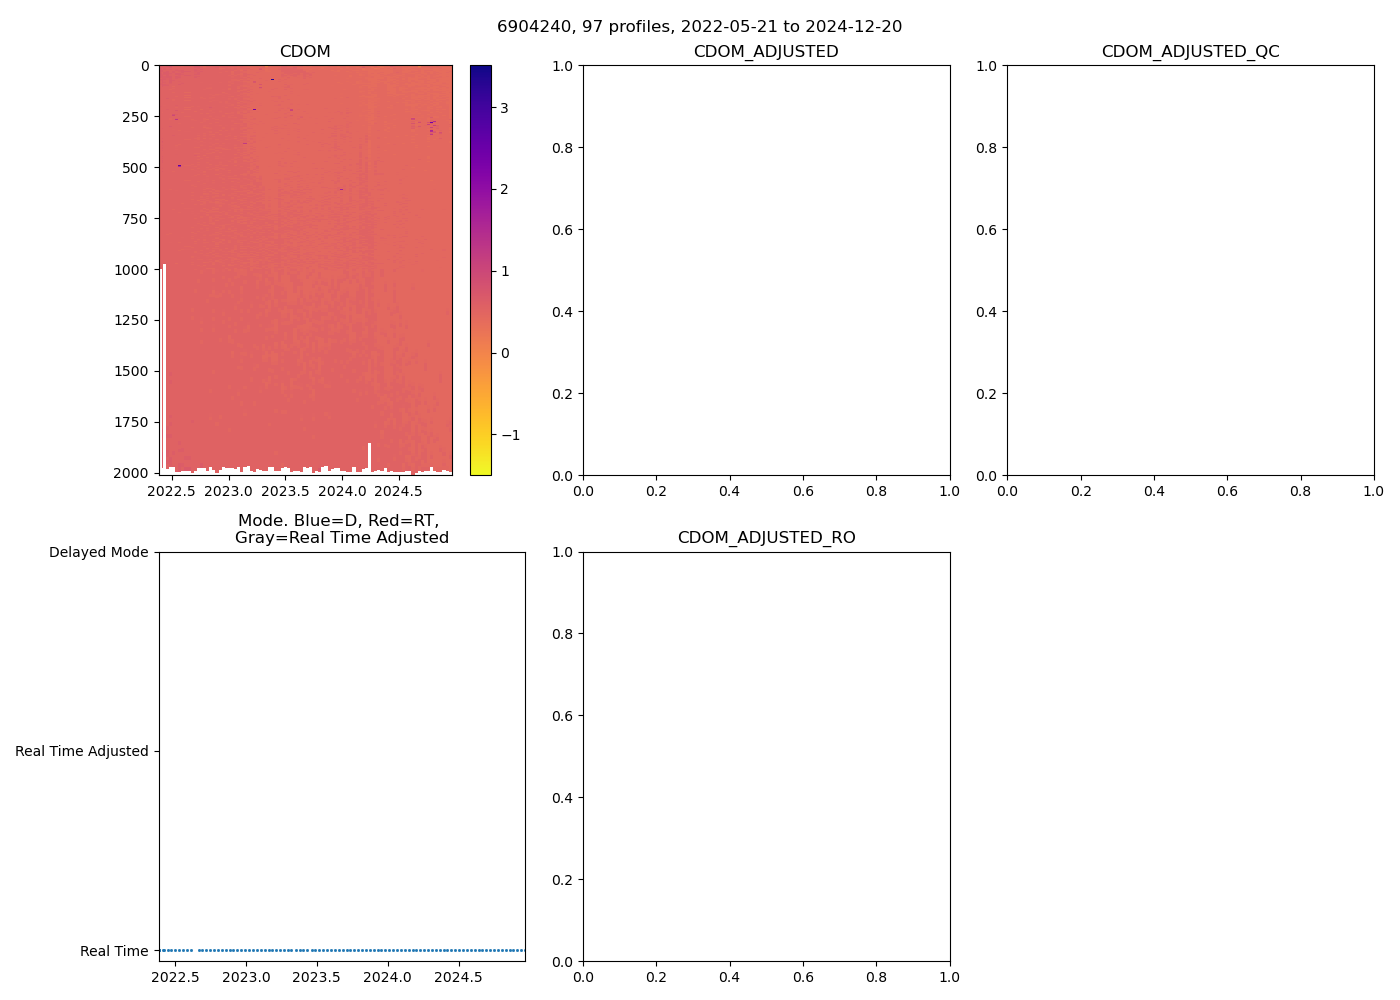 6904240, 97 profiles, 2022-05-21 to 2024-12-20
CDOM
0
250
500
750
1000
1250
1500
1750
2000
2022.5 2023.0 2023.5 2024.0 2024.5
3
2
1
0
−1
CDOM_ADJUSTED
1.0
0.8
0.6
0.4
0.2
0.0
0.0 0.2 0.4 0.6 0.8 1.0
CDOM_ADJUSTED_QC
1.0
0.8
0.6
0.4
0.2
0.0
0.0 0.2 0.4 0.6 0.8 1.0
Mode. Blue=D, Red=RT,
Gray=Real Time Adjusted
Delayed Mode
Real Time Adjusted
Real Time
2022.5 2023.0 2023.5 2024.0 2024.5
CDOM_ADJUSTED_RO
1.0
0.8
0.6
0.4
0.2
0.0
0.0 0.2 0.4 0.6 0.8 1.0